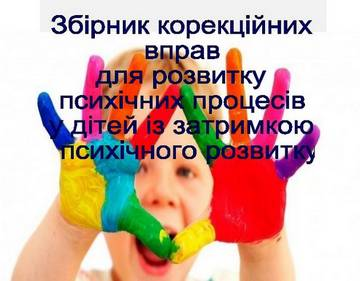 Збірник корекційних
вправ
для розвитку
психічних процесів
у дітей із затримкою
психічного розвитку